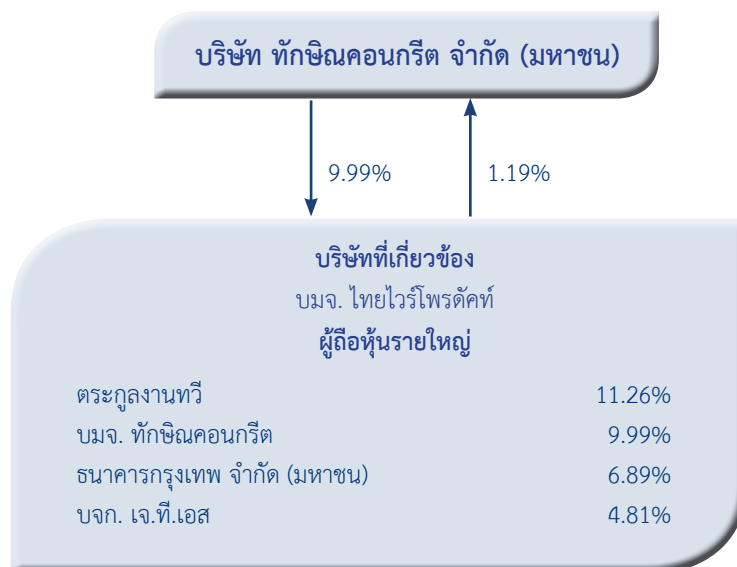 บริษัท ทักษิณคอนกรีต จำกัด (มหาชน)
9.99% 1.19%
บริษัทที่เกี่ยวข้อง
บมจ. ไทยไวร์โพรดัคท์
ผู้ถือหุ้นรายใหญ่
ตระกูลงานทวี 11.26%
บมจ. ทักษิณคอนกรีต 9.99%
ธนาคารกรุงเทพ จำกัด (มหาชน) 6.89%
บจก. เจ.ที.เอส 4.81%